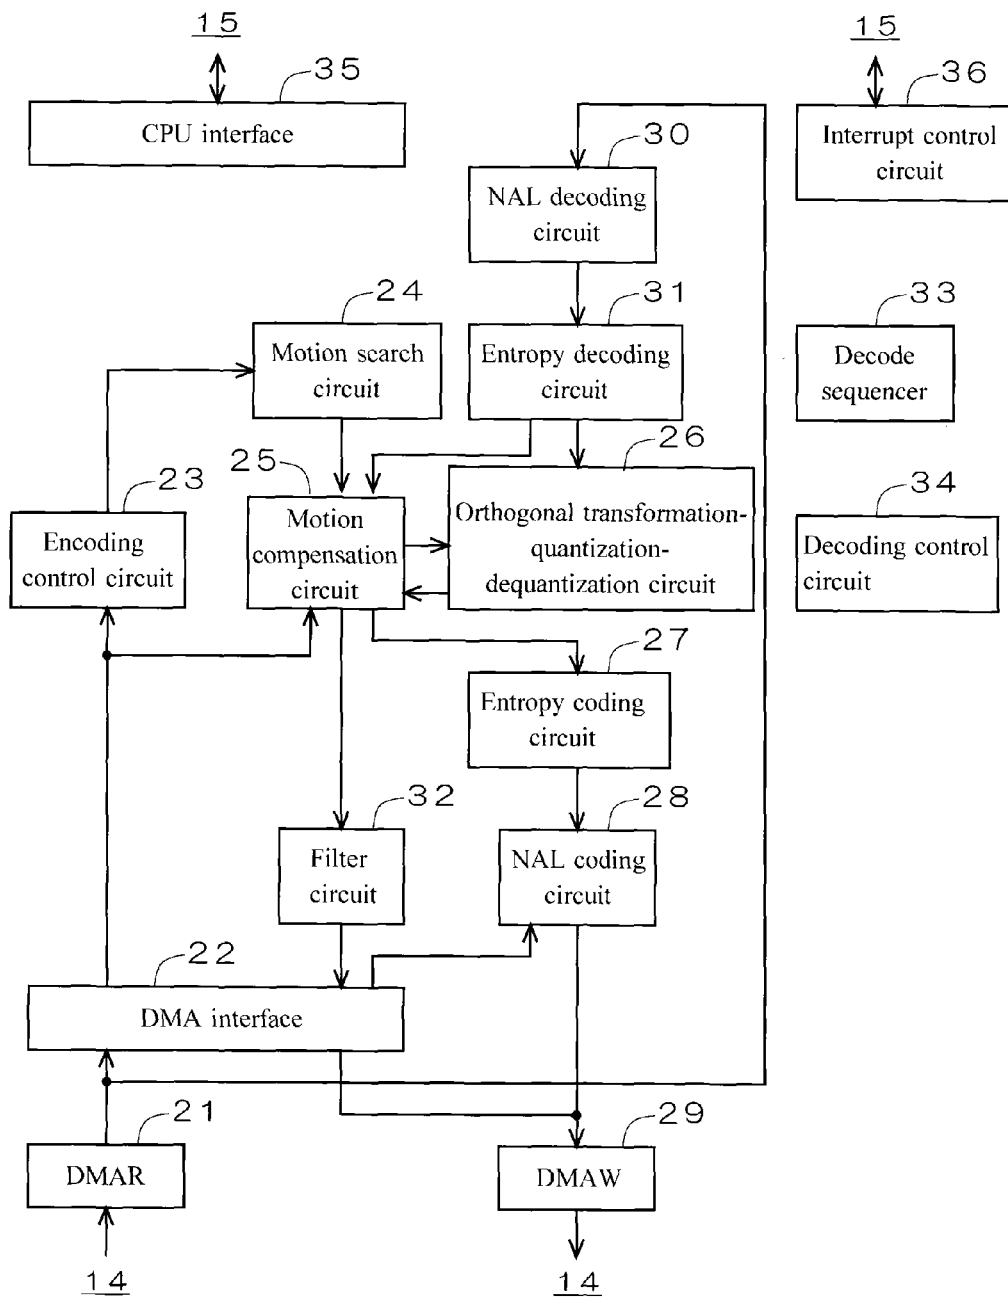 15
15
35
36
CPU interface
30
Interrupt control
circuit
NAL decoding
circuit
24
31
33
Motion search
circuit
Entropy decoding
circuit
Decode
sequencer
23
25
26
34
Encoding
control circuit
Motion
compensation
circuit
Orthogonal transformation-
quantization-
dequantization circuit
Decoding control
circuit
27
Entropy coding
circuit
32
28
Filter
circuit
NAL coding
circuit
22
DMA interface
21
29
DMAR
DMAW
14
14